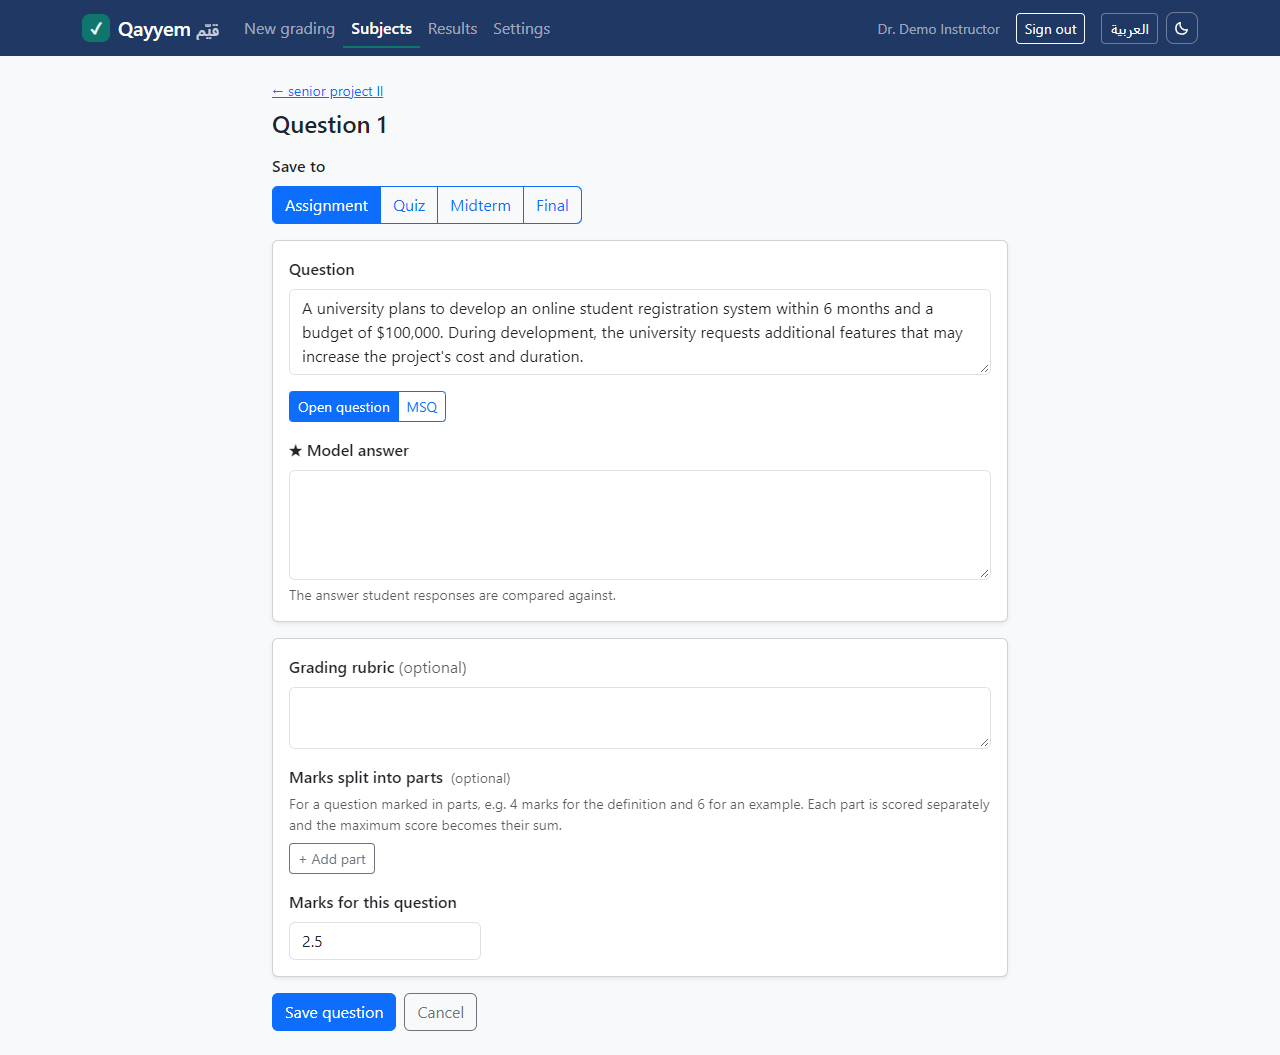 ✓ Qayyem قيّم New grading Subjects Results Settings Dr. Demo Instructor Sign out العربية
← senior project II
Question 1
Save to
Assignment Quiz Midterm Final
Question
A university plans to develop an online student registration system within 6 months and a
budget of $100,000. During development, the university requests additional features that may
increase the project's cost and duration.
Open question MSQ
★ Model answer
The answer student responses are compared against.
Grading rubric (optional)
Marks split into parts (optional)
For a question marked in parts, e.g. 4 marks for the definition and 6 for an example. Each part is scored separately
and the maximum score becomes their sum.
+ Add part
Marks for this question
2.5
Save question Cancel